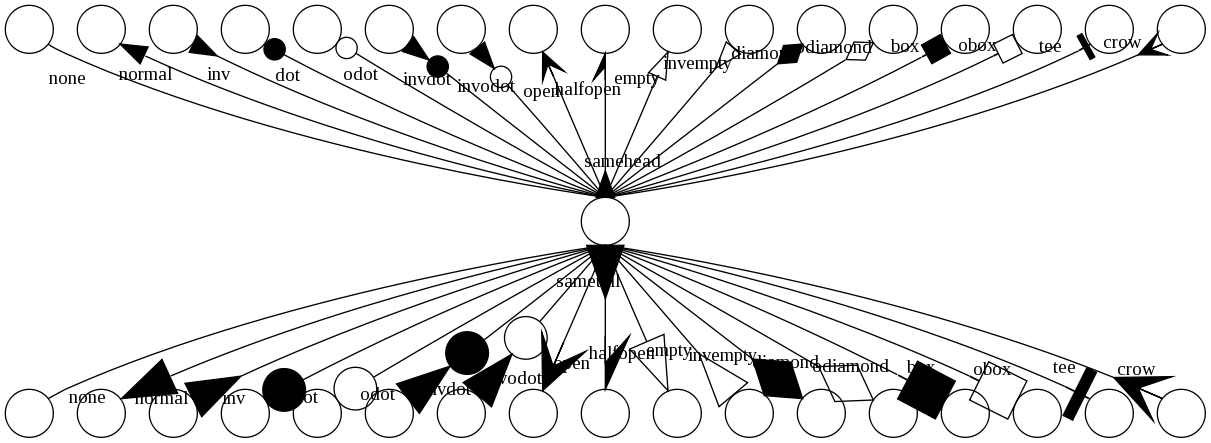 none
normal
inv
dot
odot
invdot
invodot
open
halfopen
empty
invempty
diamond
odiamond
box
obox
tee
crow
samehead
sametail
none
normal
inv
dot
odot
invdot
invodot
open
halfopen
empty
invempty
diamond
odiamond
box
obox
tee
crow